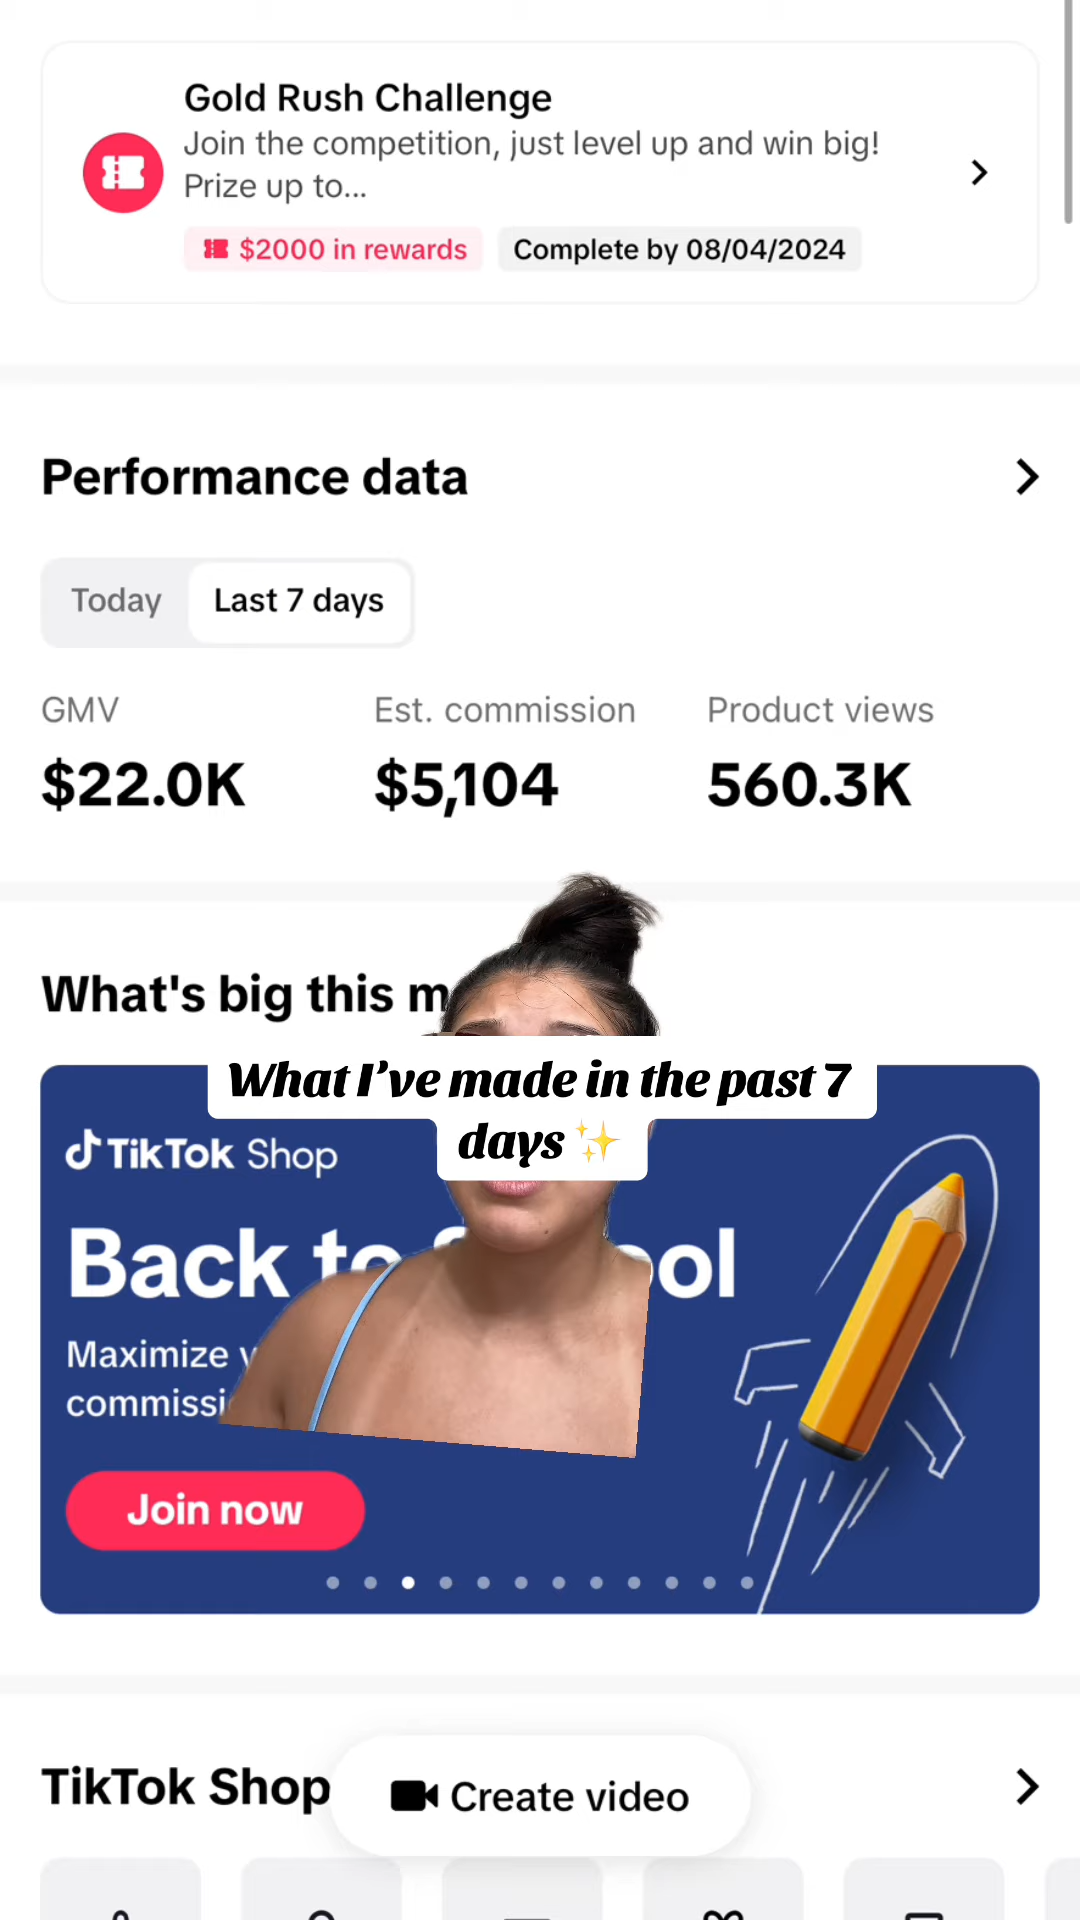 Gold Rush Challenge
Join the competition, just level up and win big!
Prize up to...
$2000 in rewards
Complete by 08/04/2024
Performance data
Today
Last 7 days
GMV
Est. commission
Product views
$22.0K
$5,104
560.3K
What's big this
What I've made in the past 7
days ✨
TikTok Shop
Back to
Maximize
Join now
TikTok Shop
Create video